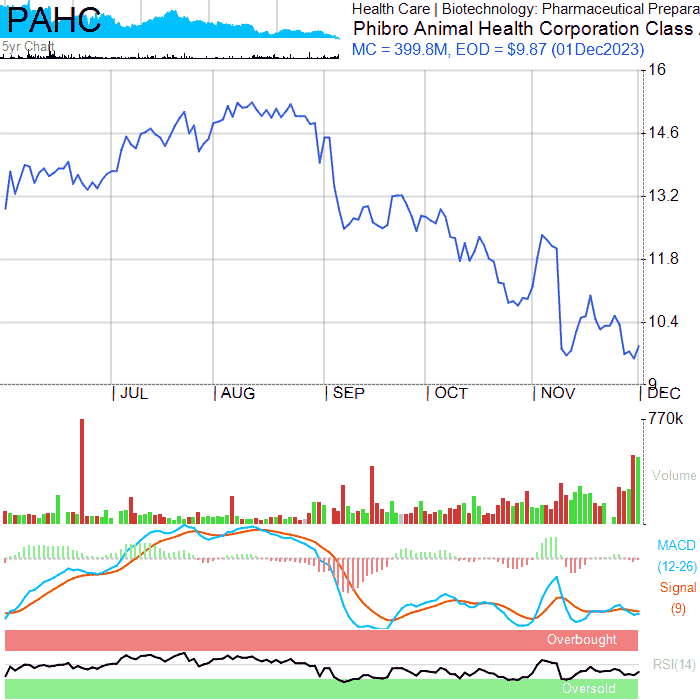 PAHC
5yr Chart
Health Care | Biotechnology: Pharmaceutical Prepara
Phibro Animal Health Corporation Class
MC = 399.8M, EOD = $9.87 (01Dec2023)
16
14.6
13.2
11.8
10.4
9
JUL AUG SEP OCT NOV DEC
770k
Volume
MACD
(12-26)
Signal
(9)
Overbought
RSI(14)
Oversold